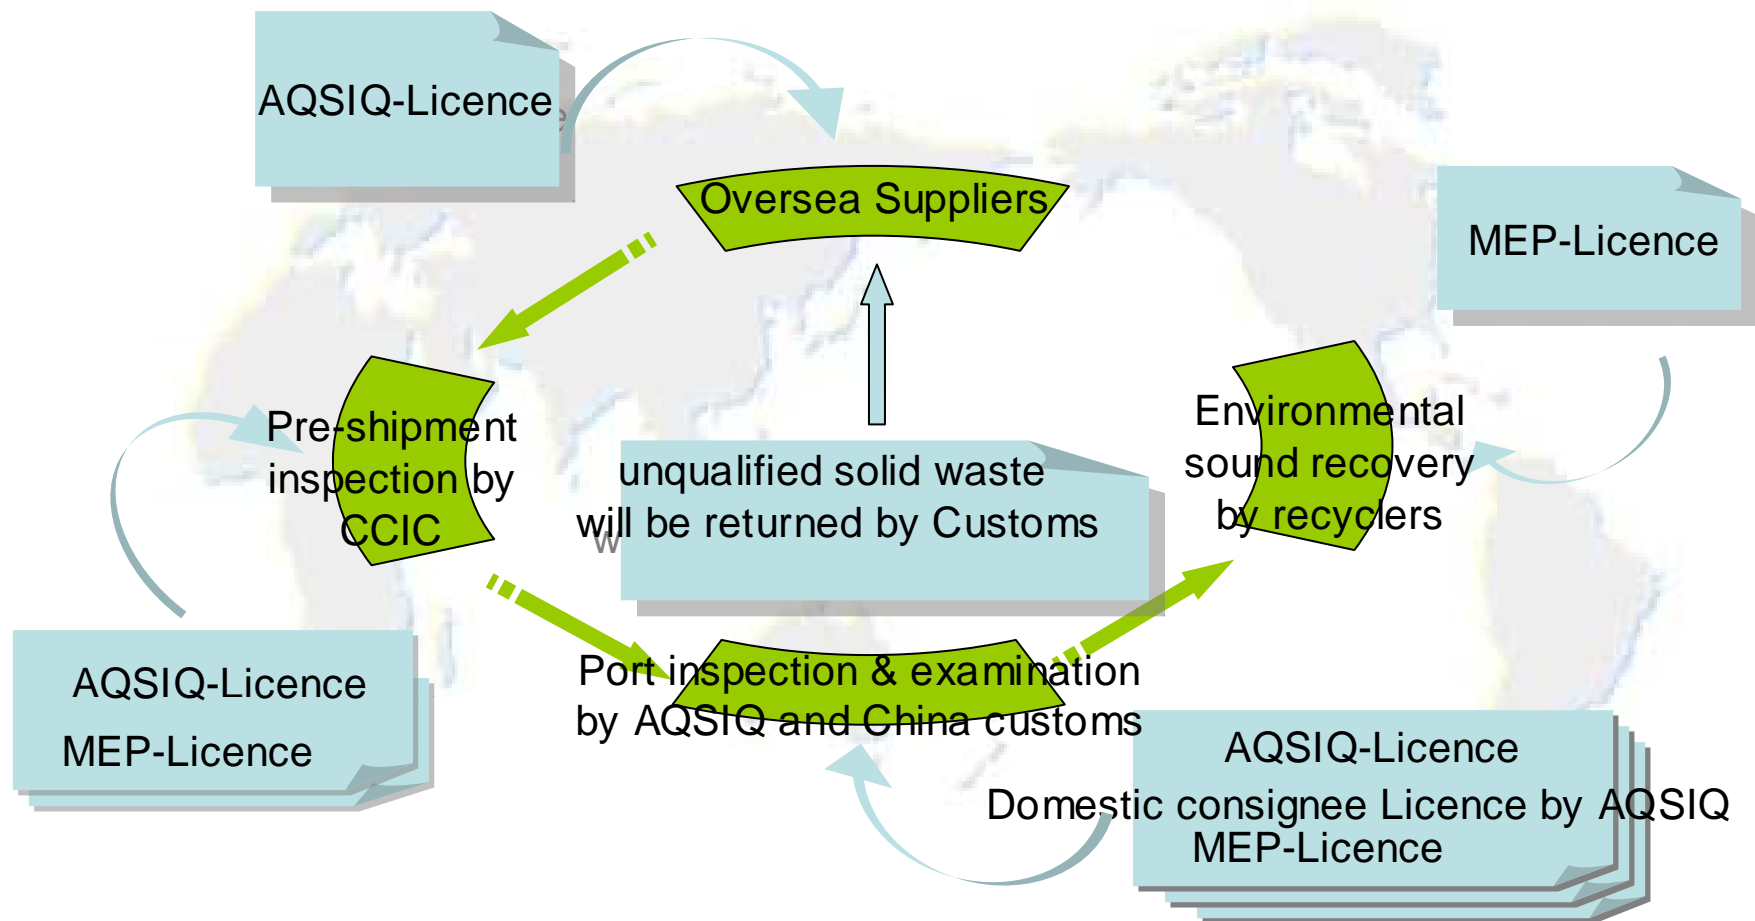 AQSIQ-Licence
Oversea Suppliers
MEP-Licence
Pre-shipment
inspection by
CCIC
unqualified solid waste
will be returned by Customs
Environmental
sound recovery
by recyclers
AQSIQ-Licence
MEP-Licence
Port inspection & examination
by AQSIQ and China customs
AQSIQ-Licence
Domestic consignee Licence by AQSIQ
MEP-Licence